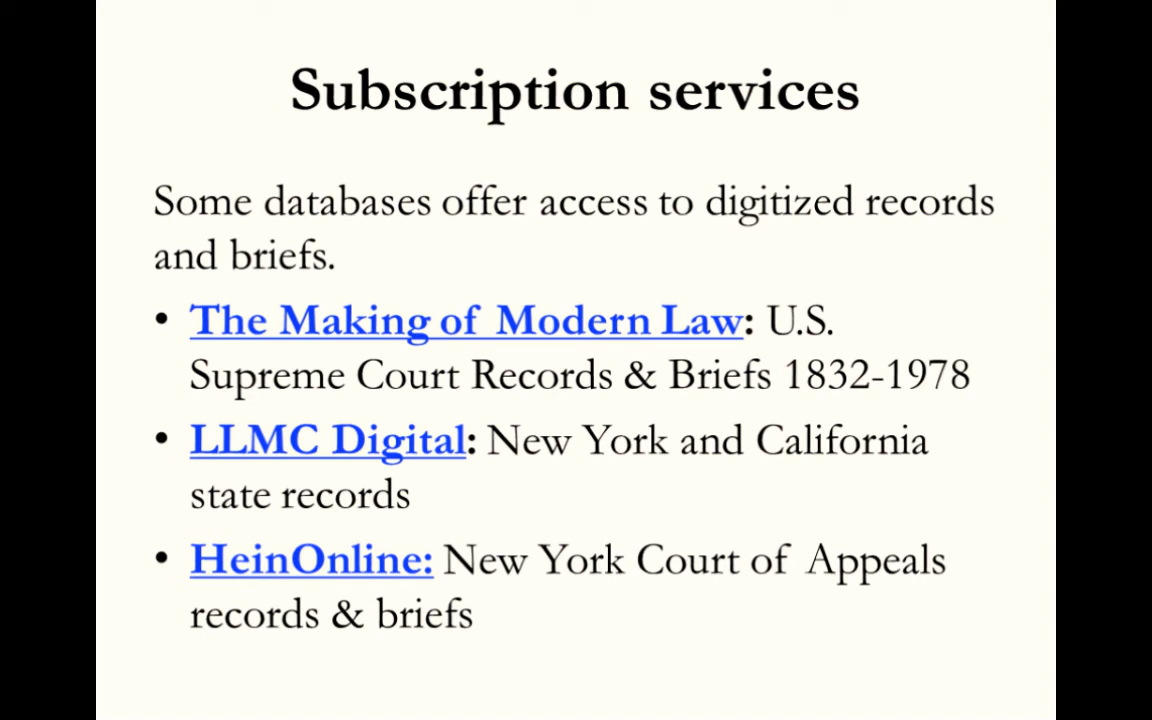 Subscription services
Some databases offer access to digitized records
and briefs.
• The Making of Modern Law: U.S.
Supreme Court Records & Briefs 1832-1978
• LLMC Digital: New York and California
state records
• HeinOnline: New York Court of Appeals
records & briefs